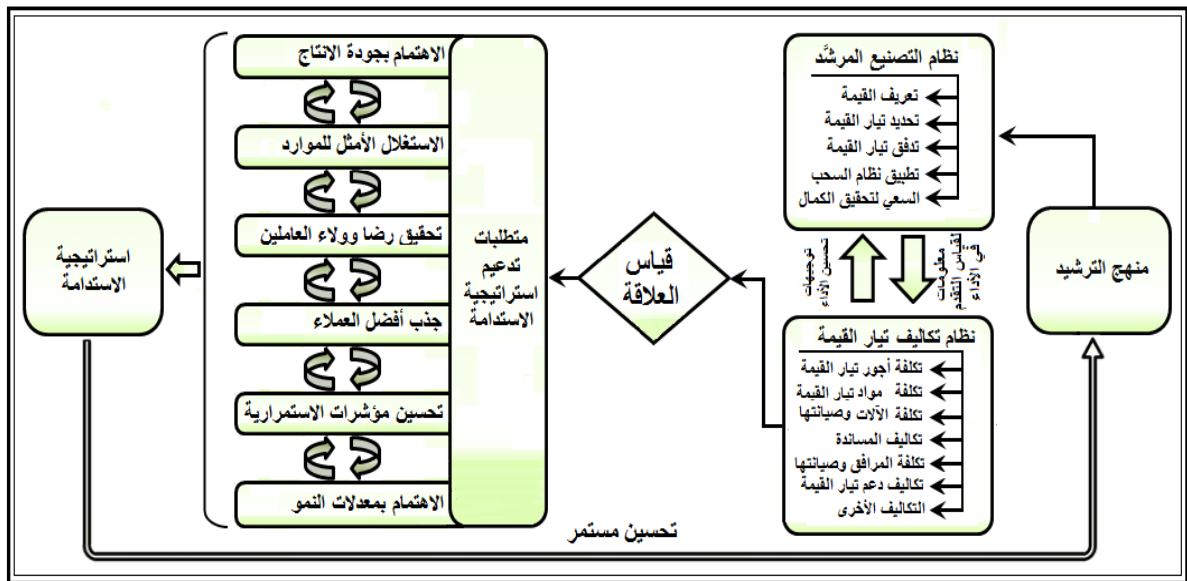 منهج الترشيد
نظام التصنيع المرشَّد
تعريف القيمة
تحديد تيار القيمة
تدفق تيار القيمة
تطبيق نظام السحب
السعي لتحقيق الكمال
معلومات
لقياس التقدم
في الأداء
توجيهات
تحسين الأداء
نظام تكاليف تيار القيمة
تكلفة أجور تيار القيمة
تكلفة مواد تيار القيمة
تكلفة الآلات وصيانتها
تكاليف المساندة
تكلفة المرافق وصيانتها
تكاليف دعم تيار القيمة
التكاليف الأخرى
قياس
العلاقة
متطلبات
تدعيم
استراتيجية
الاستدامة
الاهتمام بجودة الانتاج
الاستغلال الأمثل للموارد
تحقيق رضا وولاء العاملين
جذب أفضل العملاء
تحسين مؤشرات الاستمرارية
الاهتمام بمعدلات النمو
استراتيجية
الاستدامة
تحسين مستمر